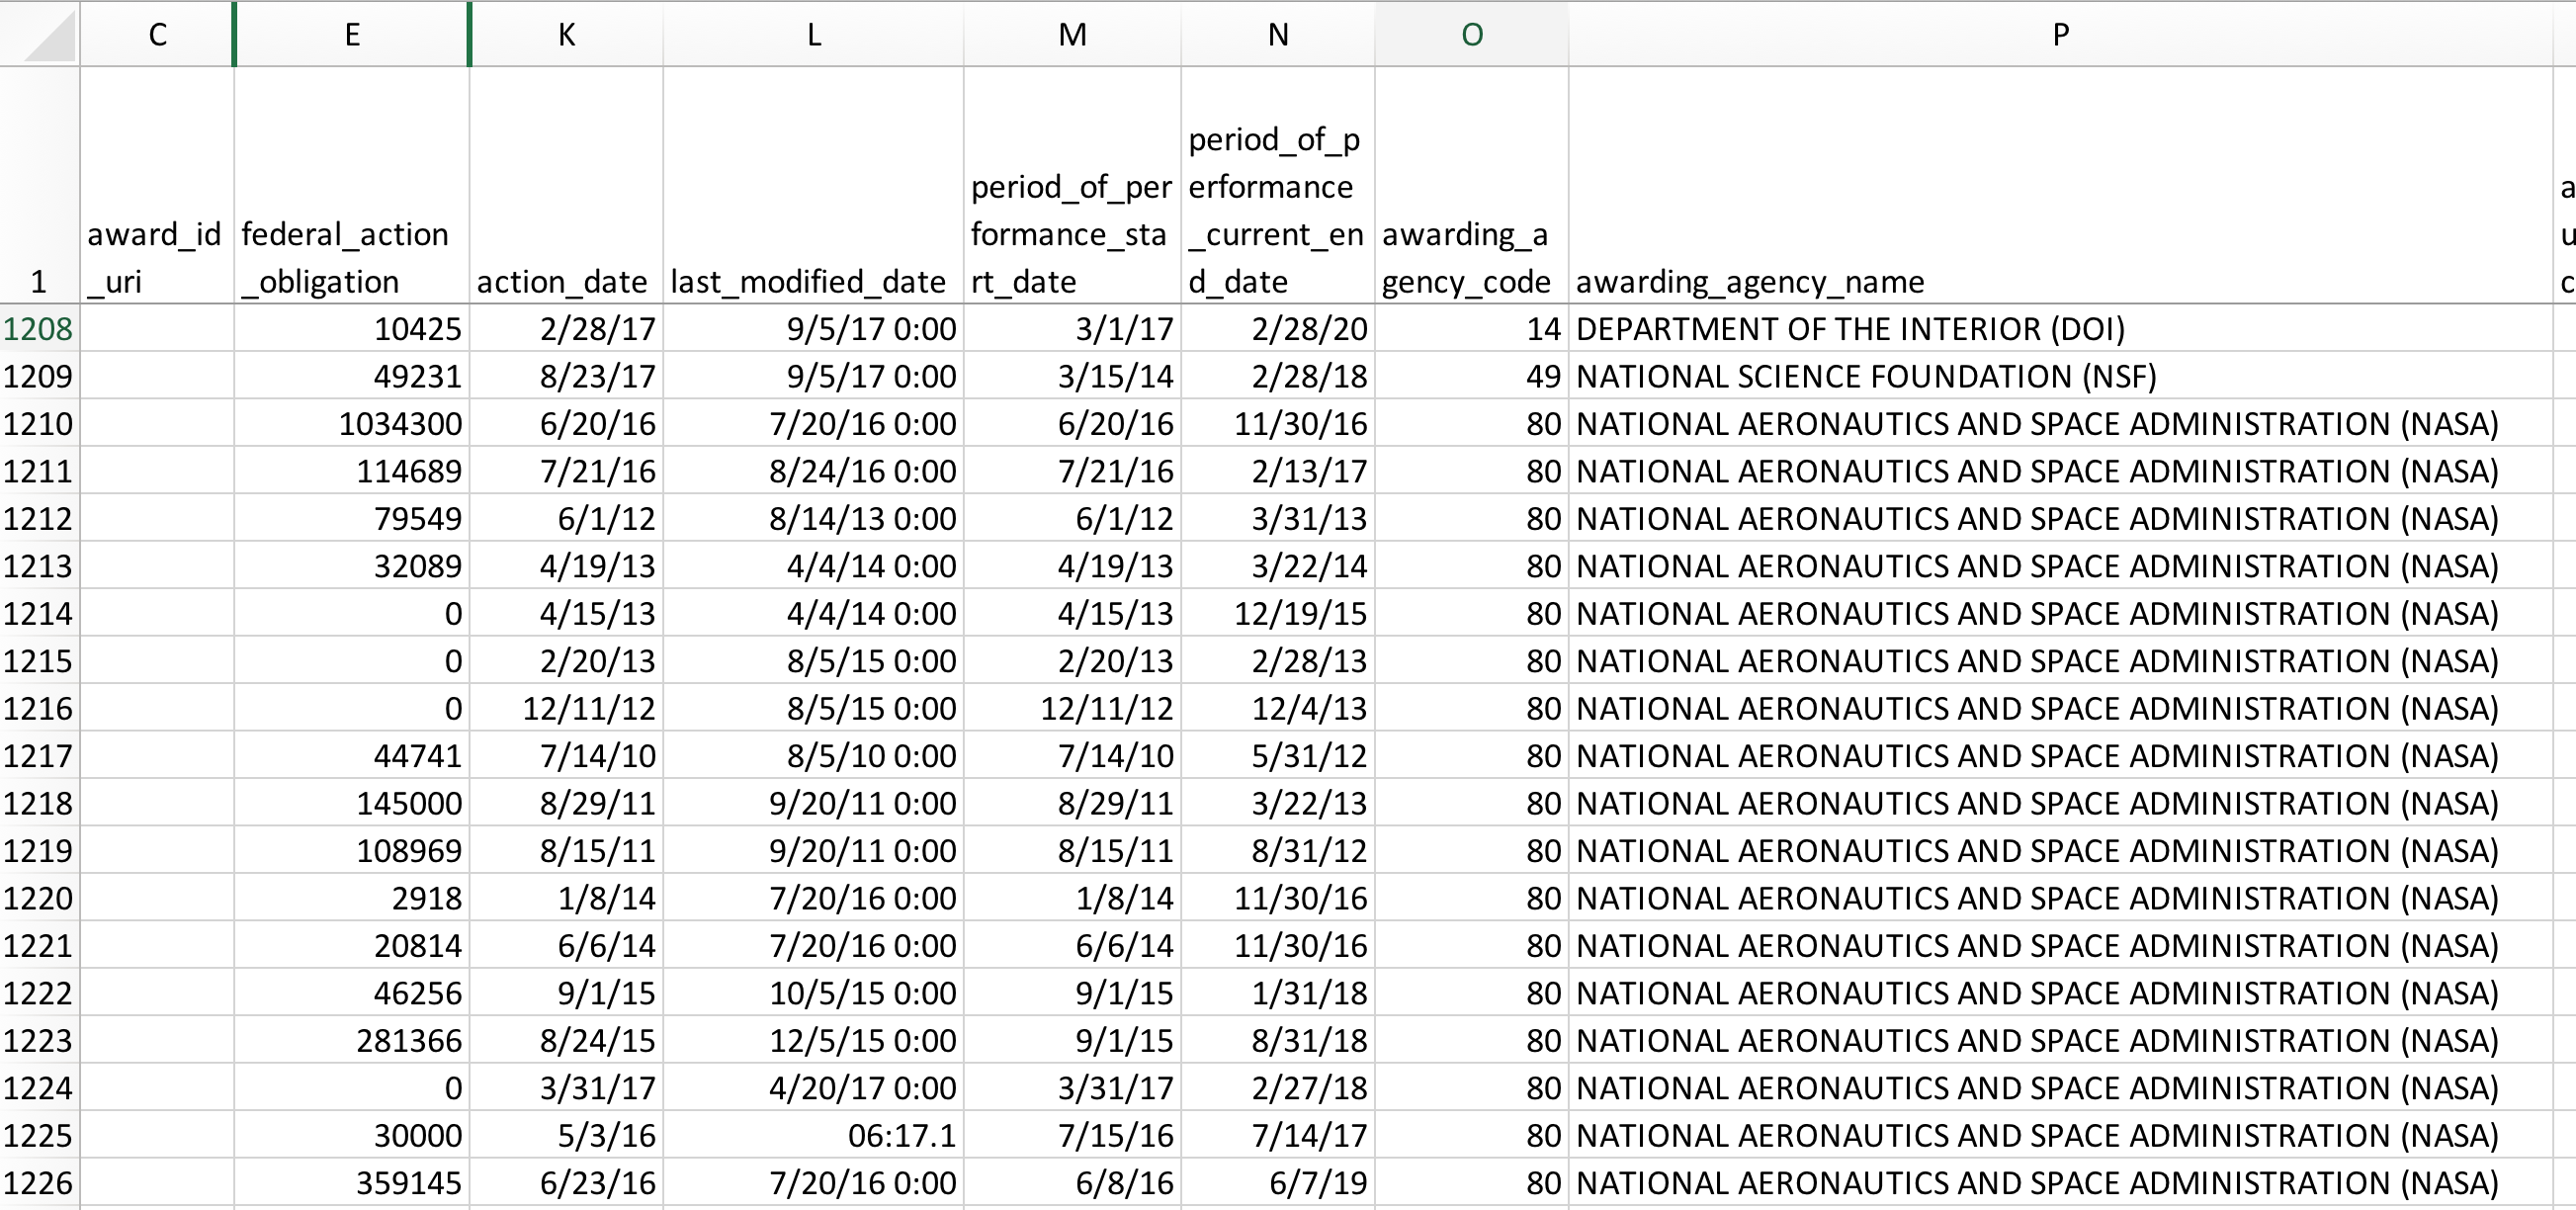 C E K L M N O P
1 award_id_uri federal_action_obligation action_date last_modified_date period_of_performance_start_date period_of_performance_current_end_date awarding_agency_code awarding_agency_name a u c
1208 10425 2/28/17 9/5/17 0:00 3/1/17 2/28/20 14 DEPARTMENT OF THE INTERIOR (DOI)
1209 49231 8/23/17 9/5/17 0:00 3/15/14 2/28/18 49 NATIONAL SCIENCE FOUNDATION (NSF)
1210 1034300 6/20/16 7/20/16 0:00 6/20/16 11/30/16 80 NATIONAL AERONAUTICS AND SPACE ADMINISTRATION (NASA)
1211 114689 7/21/16 8/24/16 0:00 7/21/16 2/13/17 80 NATIONAL AERONAUTICS AND SPACE ADMINISTRATION (NASA)
1212 79549 6/1/12 8/14/13 0:00 6/1/12 3/31/13 80 NATIONAL AERONAUTICS AND SPACE ADMINISTRATION (NASA)
1213 32089 4/19/13 4/4/14 0:00 4/19/13 3/22/14 80 NATIONAL AERONAUTICS AND SPACE ADMINISTRATION (NASA)
1214 0 4/15/13 4/4/14 0:00 4/15/13 12/19/15 80 NATIONAL AERONAUTICS AND SPACE ADMINISTRATION (NASA)
1215 0 2/20/13 8/5/15 0:00 2/20/13 2/28/13 80 NATIONAL AERONAUTICS AND SPACE ADMINISTRATION (NASA)
1216 0 12/11/12 8/5/15 0:00 12/11/12 12/4/13 80 NATIONAL AERONAUTICS AND SPACE ADMINISTRATION (NASA)
1217 44741 7/14/10 8/5/10 0:00 7/14/10 5/31/12 80 NATIONAL AERONAUTICS AND SPACE ADMINISTRATION (NASA)
1218 145000 8/29/11 9/20/11 0:00 8/29/11 3/22/13 80 NATIONAL AERONAUTICS AND SPACE ADMINISTRATION (NASA)
1219 108969 8/15/11 9/20/11 0:00 8/15/11 8/31/12 80 NATIONAL AERONAUTICS AND SPACE ADMINISTRATION (NASA)
1220 2918 1/8/14 7/20/16 0:00 1/8/14 11/30/16 80 NATIONAL AERONAUTICS AND SPACE ADMINISTRATION (NASA)
1221 20814 6/6/14 7/20/16 0:00 6/6/14 11/30/16 80 NATIONAL AERONAUTICS AND SPACE ADMINISTRATION (NASA)
1222 46256 9/1/15 10/5/15 0:00 9/1/15 1/31/18 80 NATIONAL AERONAUTICS AND SPACE ADMINISTRATION (NASA)
1223 281366 8/24/15 12/5/15 0:00 9/1/15 8/31/18 80 NATIONAL AERONAUTICS AND SPACE ADMINISTRATION (NASA)
1224 0 3/31/17 4/20/17 0:00 3/31/17 2/27/18 80 NATIONAL AERONAUTICS AND SPACE ADMINISTRATION (NASA)
1225 30000 5/3/16 06:17.1 7/15/16 7/14/17 80 NATIONAL AERONAUTICS AND SPACE ADMINISTRATION (NASA)
1226 359145 6/23/16 7/20/16 0:00 6/8/16 6/7/19 80 NATIONAL AERONAUTICS AND SPACE ADMINISTRATION (NASA)